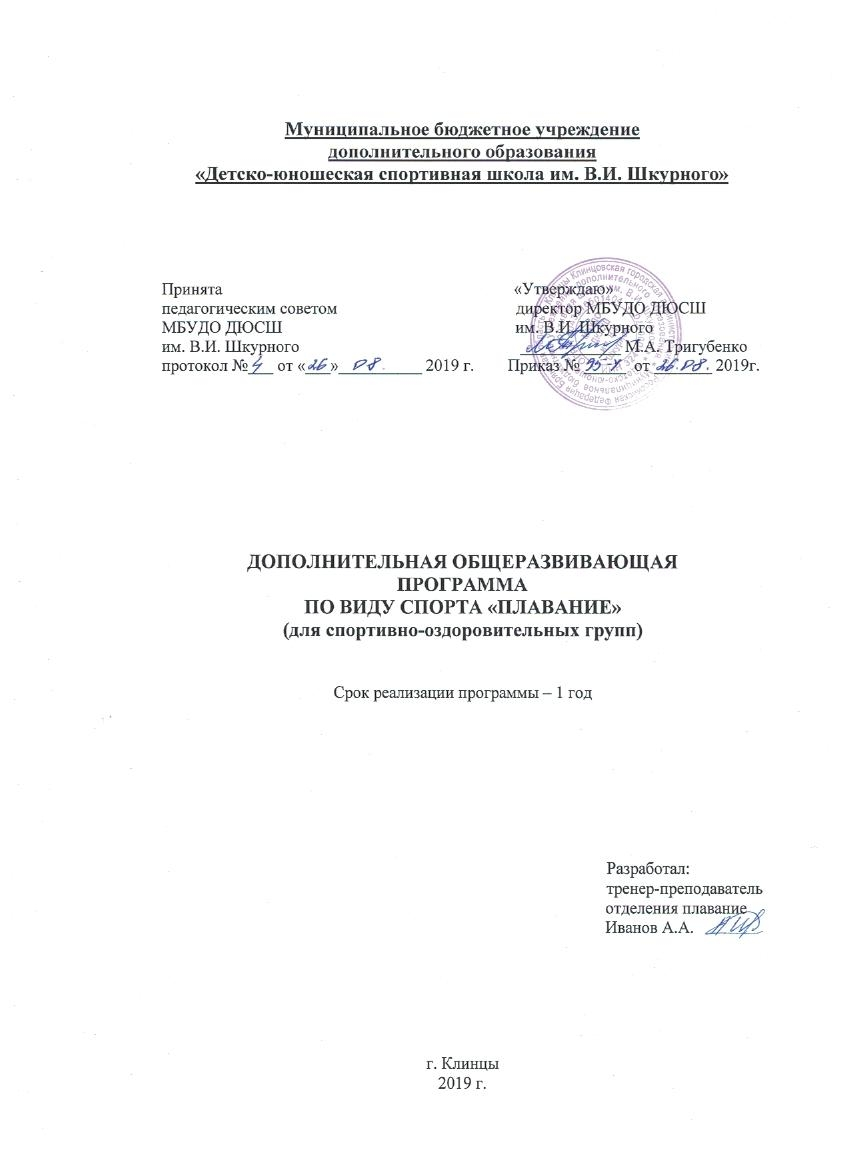 Муниципальное бюджетное учреждение
дополнительного образования
«Детско-юношеская спортивная школа им. В.И. Шкурного»
Принята
педагогическим советом
МБУДО ДЮСШ
им. В.И. Шкурного
протокол № 4 от «26» 08. 2019 г.
«Утверждаю»
директор МБУДО ДЮСШ
им. В.И. Шкурного
М.А. Тригубенко
Приказ № 95-х от 26.08. 2019г.
ДОПОЛНИТЕЛЬНАЯ ОБЩЕРАЗВИВАЮЩАЯ
ПРОГРАММА
ПО ВИДУ СПОРТА «ПЛАВАНИЕ»
(для спортивно-оздоровительных групп)
Срок реализации программы – 1 год
Разработал:
тренер-преподаватель
отделения плавание
Иванов А.А.
г. Клинцы
2019 г.